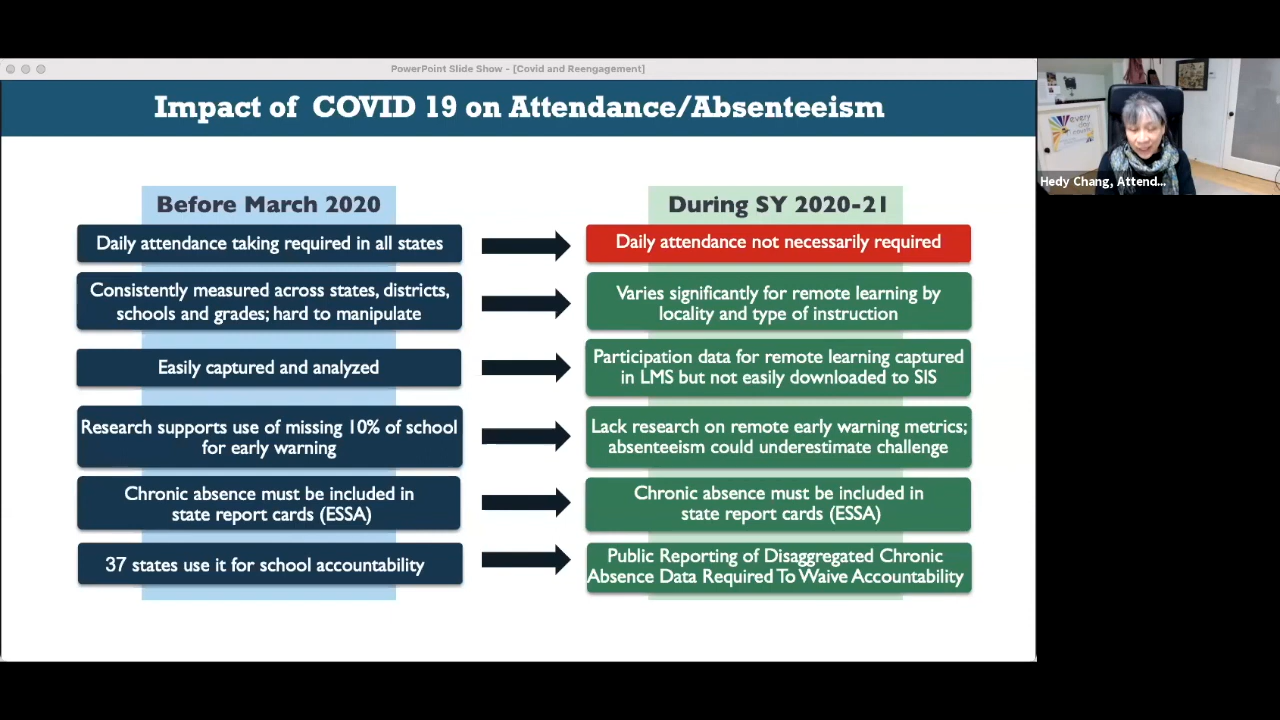 PowerPoint Slide Show - [Covid and Reengagement]
Impact of COVID 19 on Attendance/Absenteeism
Before March 2020
During SY 2020-21
Daily attendance taking required in all states
Daily attendance not necessarily required
Consistently measured across states, districts,
schools and grades; hard to manipulate
Varies significantly for remote learning by
locality and type of instruction
Easily captured and analyzed
Participation data for remote learning captured
in LMS but not easily downloaded to SIS
Research supports use of missing 10% of school
for early warning
Lack research on remote early warning metrics;
absenteeism could underestimate challenge
Chronic absence must be included in
state report cards (ESSA)
Chronic absence must be included in
state report cards (ESSA)
37 states use it for school accountability
Public Reporting of Disaggregated Chronic
Absence Data Required To Waive Accountability
every
day
Hedy Chang, Attend...